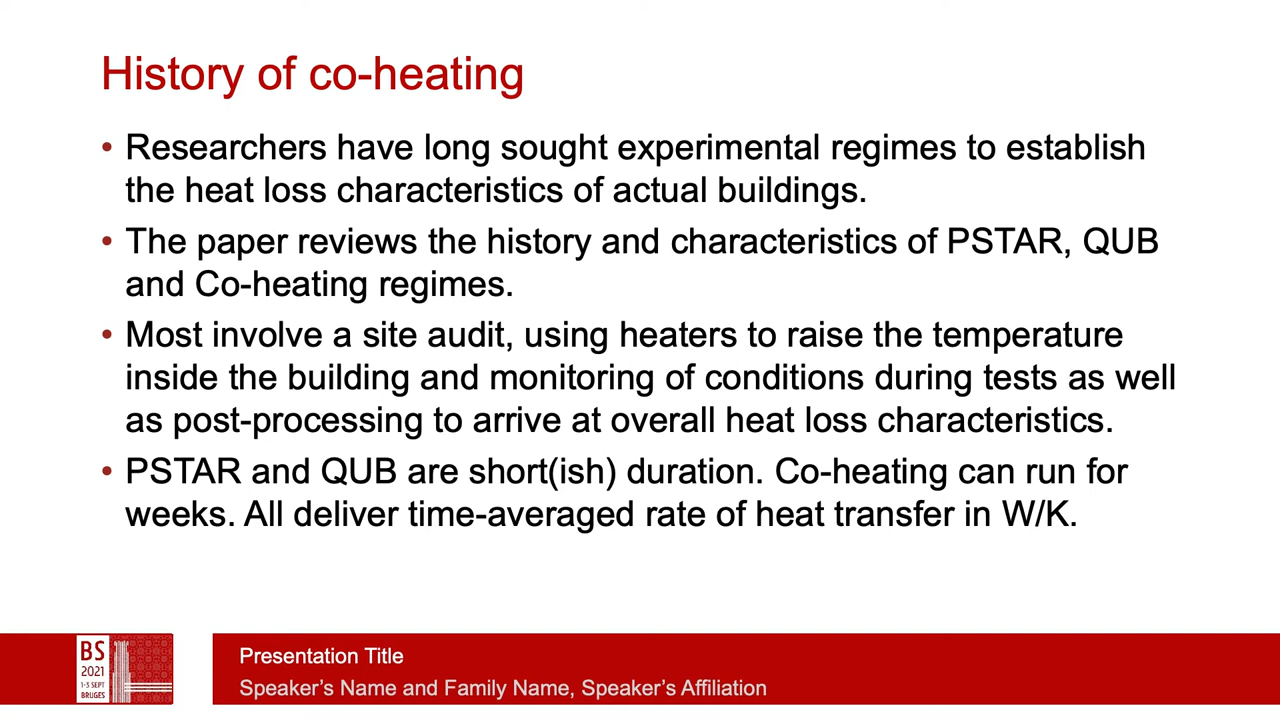 History of co-heating
• Researchers have long sought experimental regimes to establish
the heat loss characteristics of actual buildings.
• The paper reviews the history and characteristics of PSTAR, QUB
and Co-heating regimes.
• Most involve a site audit, using heaters to raise the temperature
inside the building and monitoring of conditions during tests as well
as post-processing to arrive at overall heat loss characteristics.
• PSTAR and QUB are short(ish) duration. Co-heating can run for
weeks. All deliver time-averaged rate of heat transfer in W/K.
BS
2021
1-3 SEPT
BRUGES
Presentation Title
Speaker’s Name and Family Name, Speaker’s Affiliation